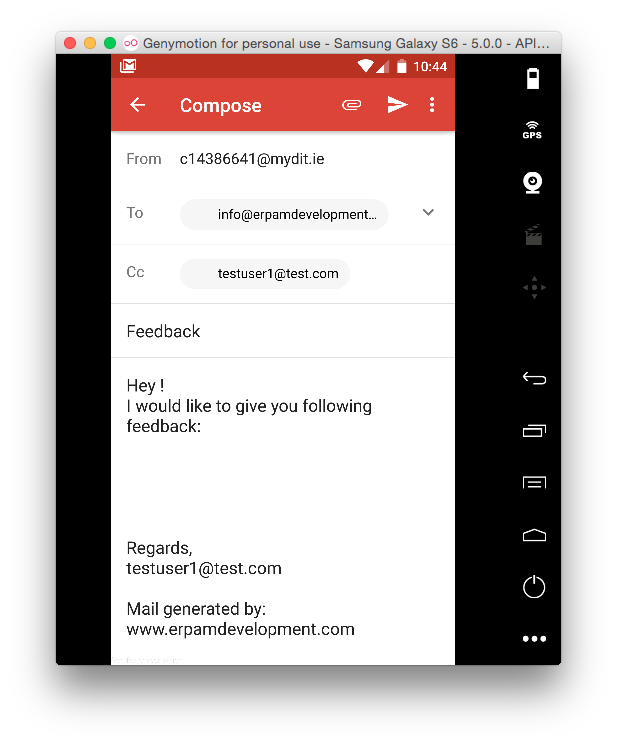 Genymotion for personal use - Samsung Galaxy S6 - 5.0.0 - API...
10:44
Compose
GPS
From c14386641@mydit.ie
To info@erpamdevelopment...
Cc testuser1@test.com
Feedback
Hey !
I would like to give you following
feedback:
Regards,
testuser1@test.com
Mail generated by:
www.erpamdevelopment.com